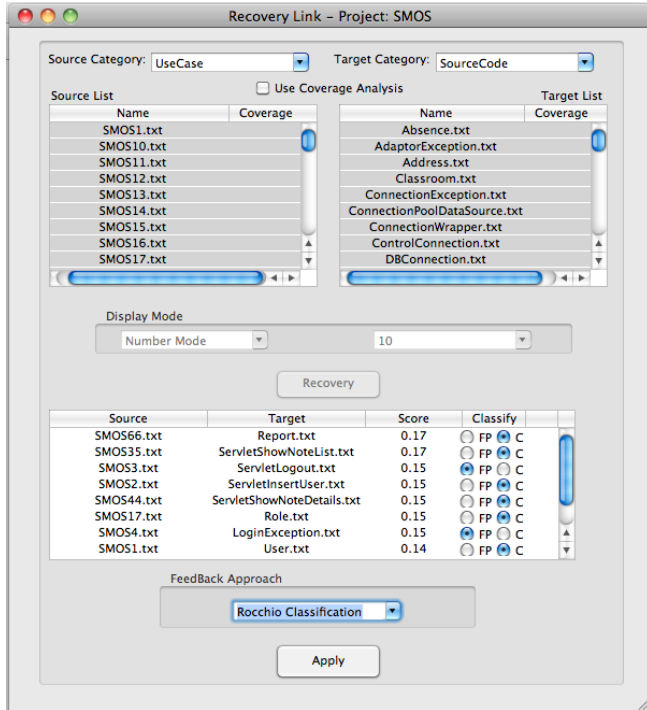 Recovery Link – Project: SMOS
Source Category: UseCase Target Category: SourceCode
Use Coverage Analysis
Source List Target List
Name Coverage Name Coverage
SMOS1.txt Absence.txt
SMOS10.txt AdaptorException.txt
SMOS11.txt Address.txt
SMOS12.txt Classroom.txt
SMOS13.txt ConnectionException.txt
SMOS14.txt ConnectionPoolDataSource.txt
SMOS15.txt ConnectionWrapper.txt
SMOS16.txt ControlConnection.txt
SMOS17.txt DBConnection.txt
Display Mode
Number Mode 10
Recovery
Source Target Score Classify
SMOS66.txt Report.txt 0.17 FP C
SMOS35.txt ServletShowNoteList.txt 0.17 FP C
SMOS3.txt ServletLogout.txt 0.15 FP C
SMOS2.txt ServletInsertUser.txt 0.15 FP C
SMOS44.txt ServletShowNoteDetails.txt 0.15 FP C
SMOS17.txt Role.txt 0.15 FP C
SMOS4.txt LoginException.txt 0.15 FP C
SMOS1.txt User.txt 0.14 FP C
FeedBack Approach
Rocchio Classification
Apply